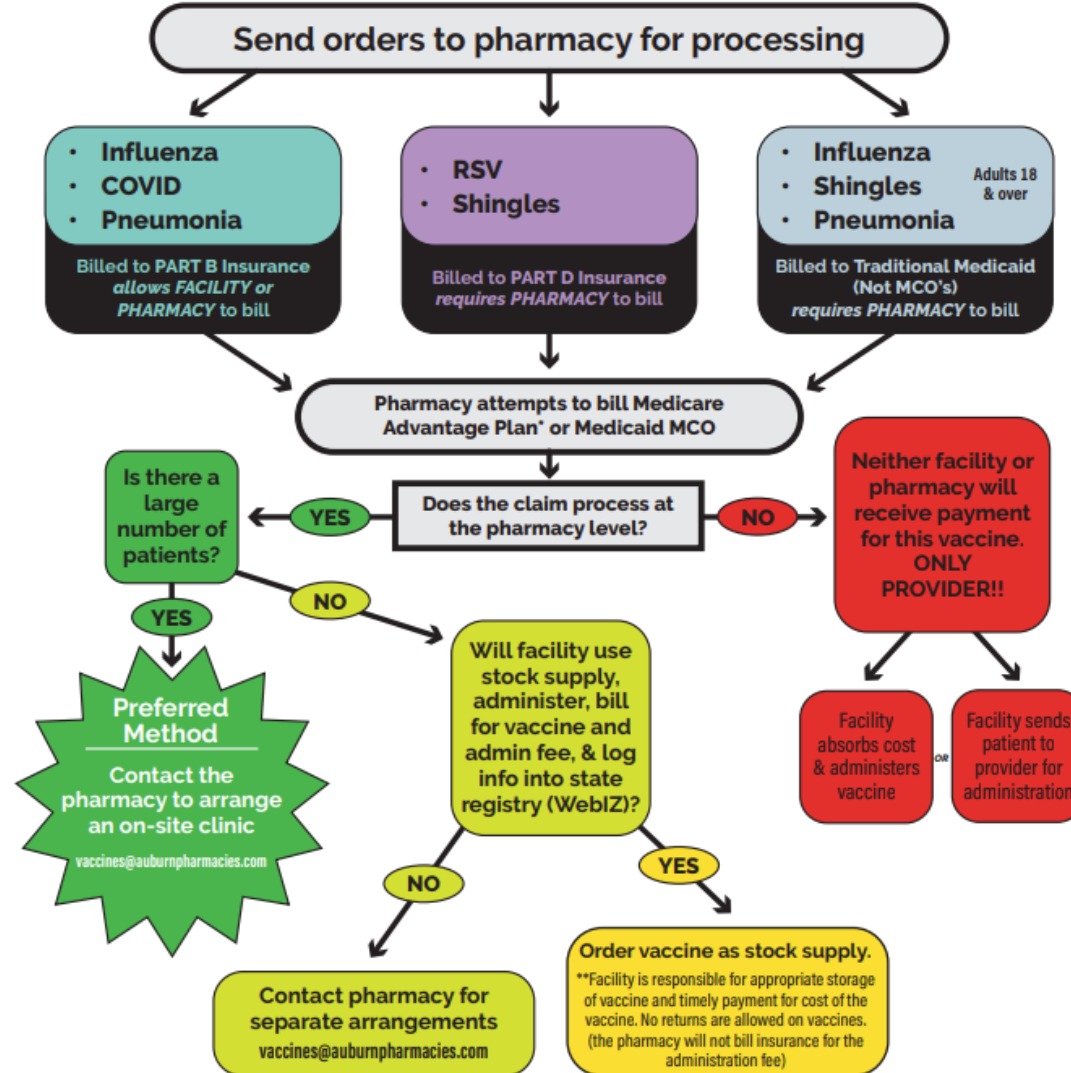 Send orders to pharmacy for processing
• Influenza
• COVID
• Pneumonia
Billed to PART B Insurance
allows FACILITY or
PHARMACY to bill
• RSV
• Shingles
Billed to PART D Insurance
requires PHARMACY to bill
• Influenza
• Shingles
• Pneumonia
Adults 18
& over
Billed to Traditional Medicaid
(Not MCO's)
requires PHARMACY to bill
Pharmacy attempts to bill Medicare
Advantage Plan* or Medicaid MCO
Does the claim process at
the pharmacy level?
YES
NO
Is there a
large
number of
patients?
YES
NO
Neither facility or
pharmacy will
receive payment
for this vaccine.
ONLY
PROVIDER!!
Facility
absorbs cost
& administers
vaccine
OR
Facility sends
patient to
provider for
administration
Preferred
Method
Contact the
pharmacy to arrange
an on-site clinic
vaccines@auburnpharmacies.com
Will facility use
stock supply,
administer, bill
for vaccine and
admin fee, & log
info into state
registry (WebIZ)?
NO
YES
Contact pharmacy for
separate arrangements
vaccines@auburnpharmacies.com
Order vaccine as stock supply.
**Facility is responsible for appropriate storage
of vaccine and timely payment for cost of the
vaccine. No returns are allowed on vaccines.
(the pharmacy will not bill insurance for the
administration fee)